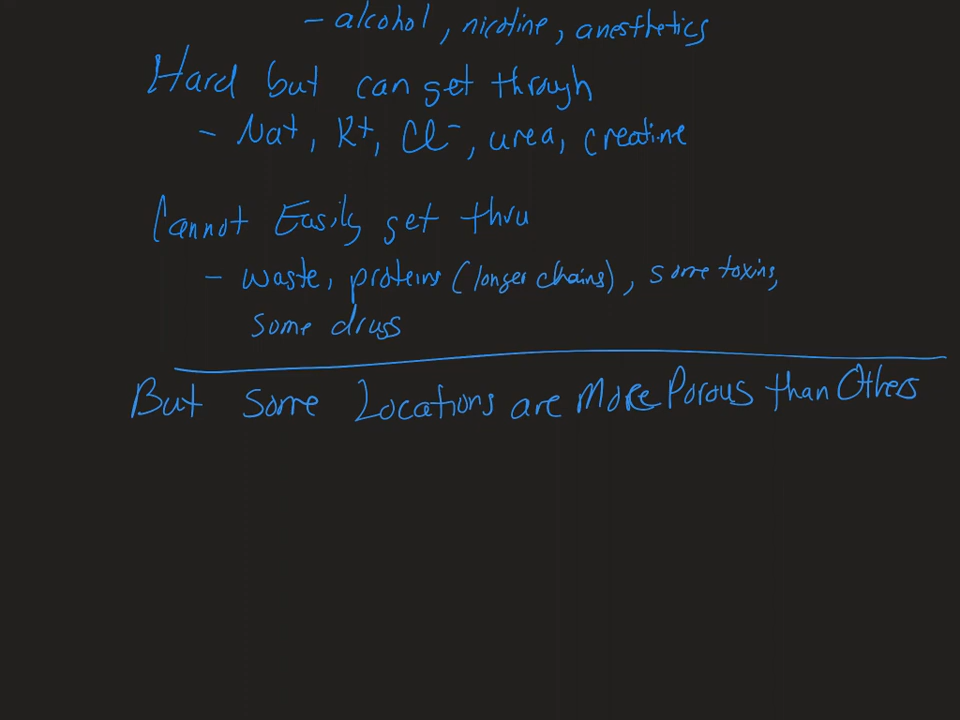 - alcohol, nicotine, anesthetics
Hard but can get through
- Na+, K+, Cl-, urea, creatine
Cannot Easily get thru
- waste, proteins (longer chains), some toxins,
some drugs
But Some Locations are More Porous than Others